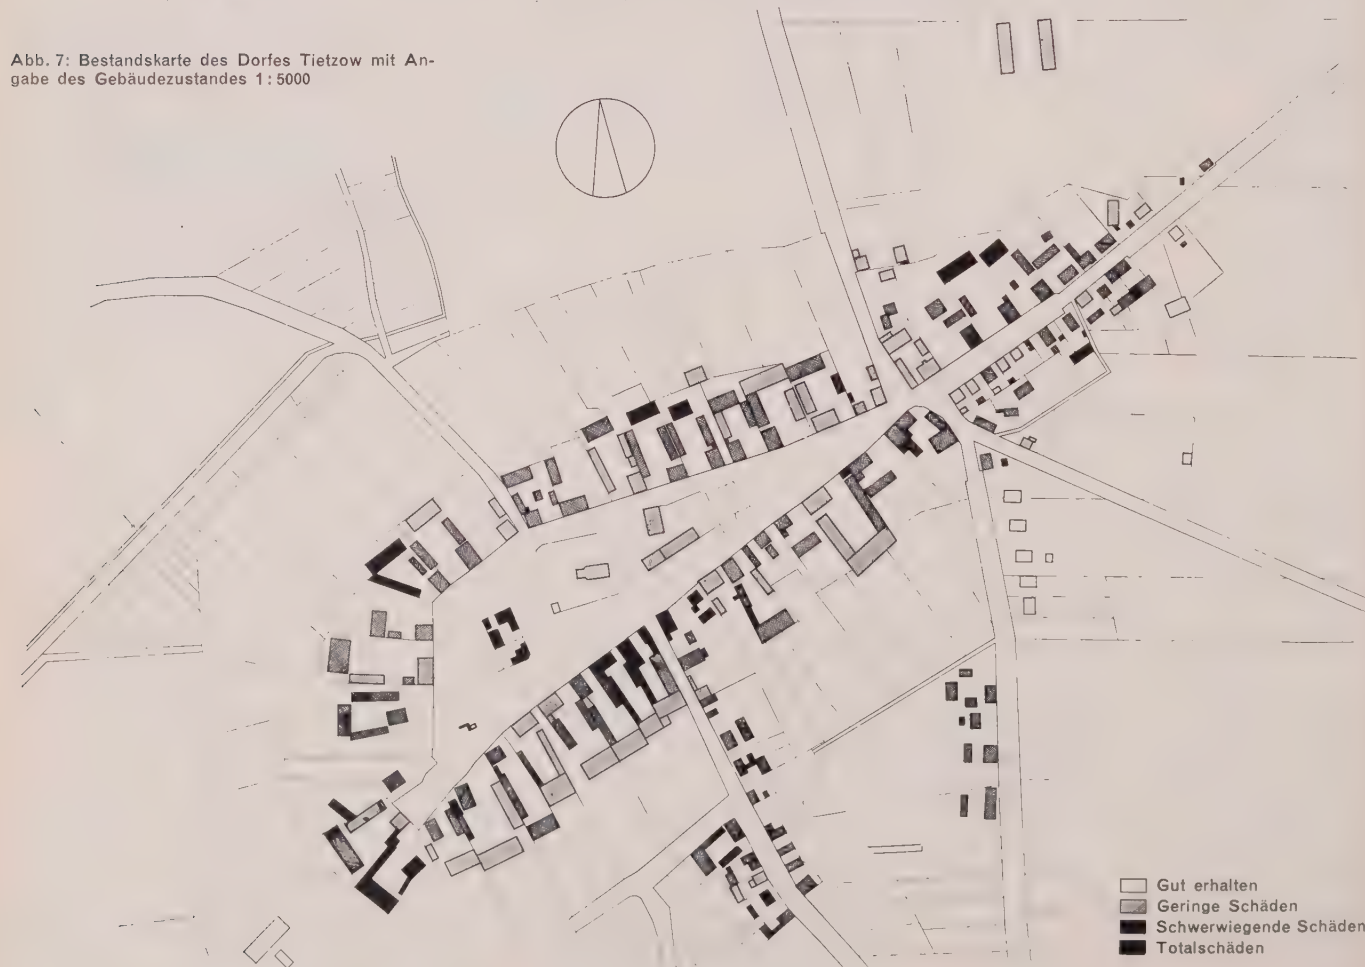 Abb. 7: Bestandskarte des Dorfes Tietzow mit An-
gabe des Gebäudezustandes 1 : 5000
Gut erhalten
Geringe Schäden
Schwerwiegende Schäden
Totalschäden